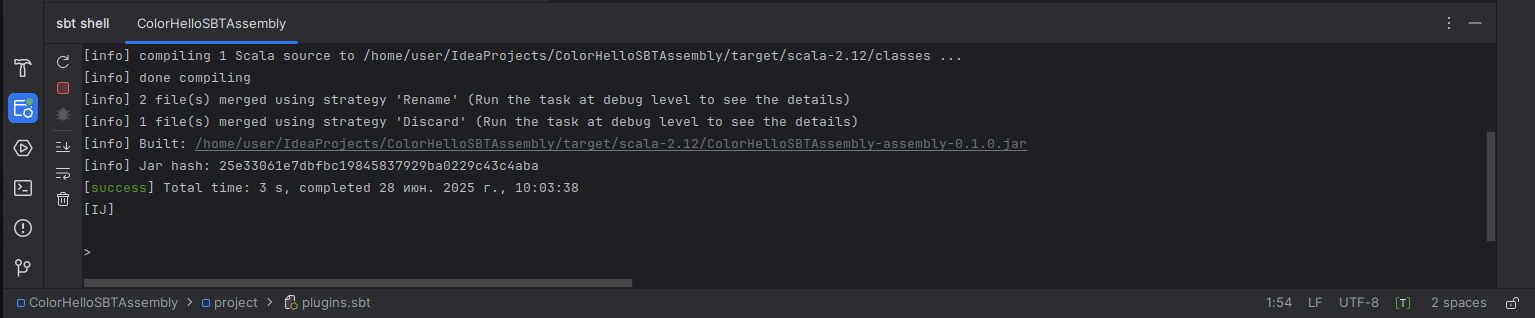 sbt shell ColorHelloSBTAssembly
[info] compiling 1 Scala source to /home/user/IdeaProjects/ColorHelloSBTAssembly/target/scala-2.12/classes ...
[info] done compiling
[info] 2 file(s) merged using strategy 'Rename' (Run the task at debug level to see the details)
[info] 1 file(s) merged using strategy 'Discard' (Run the task at debug level to see the details)
[info] Built: /home/user/IdeaProjects/ColorHelloSBTAssembly/target/scala-2.12/ColorHelloSBTAssembly-assembly-0.1.0.jar
[info] Jar hash: 25e33061e7dbfbc19845837929ba0229c43c4aba
[success] Total time: 3 s, completed 28 июн. 2025 г., 10:03:38
[IJ]
>
ColorHelloSBTAssembly > project > plugins.sbt 1:54 LF UTF-8 [T] 2 spaces